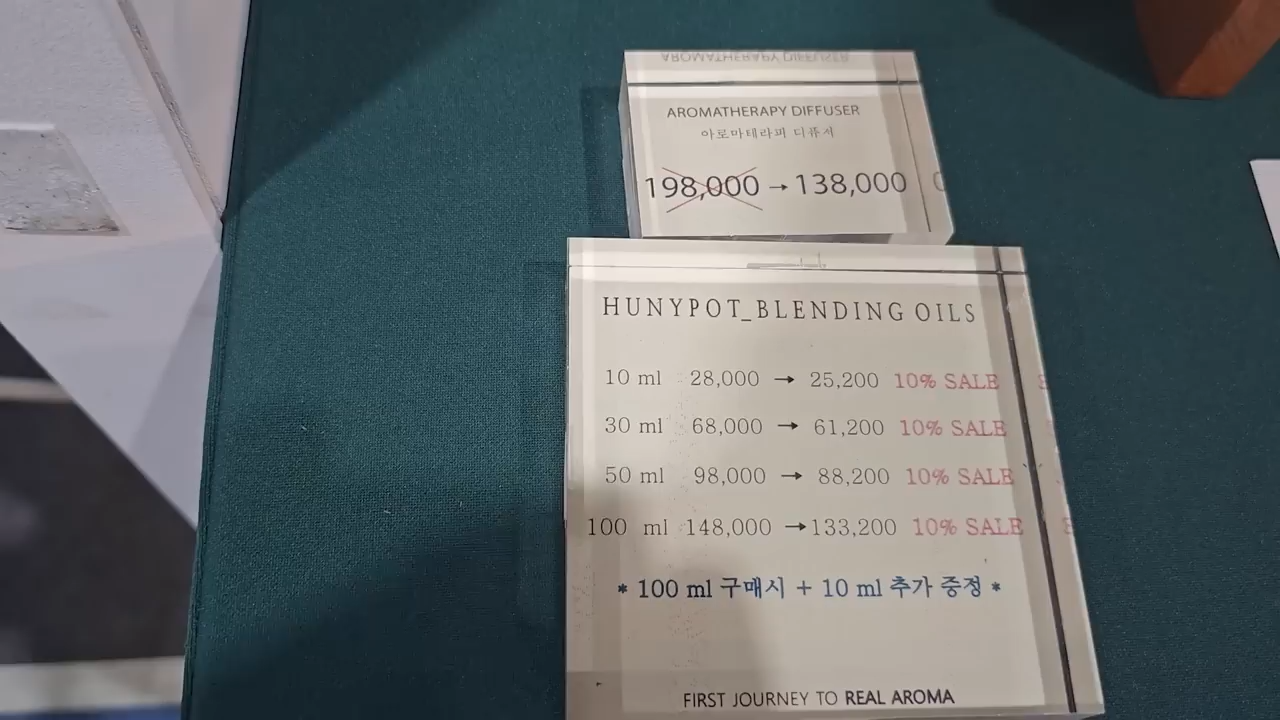 AROMATHERAPY DIFFUSER
아로마테라피 디퓨저
198,000 → 138,000
HUNYPOT_BLENDING OILS
10 ml 28,000 → 25,200 10% SALE
30 ml 68,000 → 61,200 10% SALE
50 ml 98,000 → 88,200 10% SALE
100 ml 148,000 → 133,200 10% SALE
* 100 ml 구매시 + 10 ml 추가 증정 *
FIRST JOURNEY TO REAL AROMA